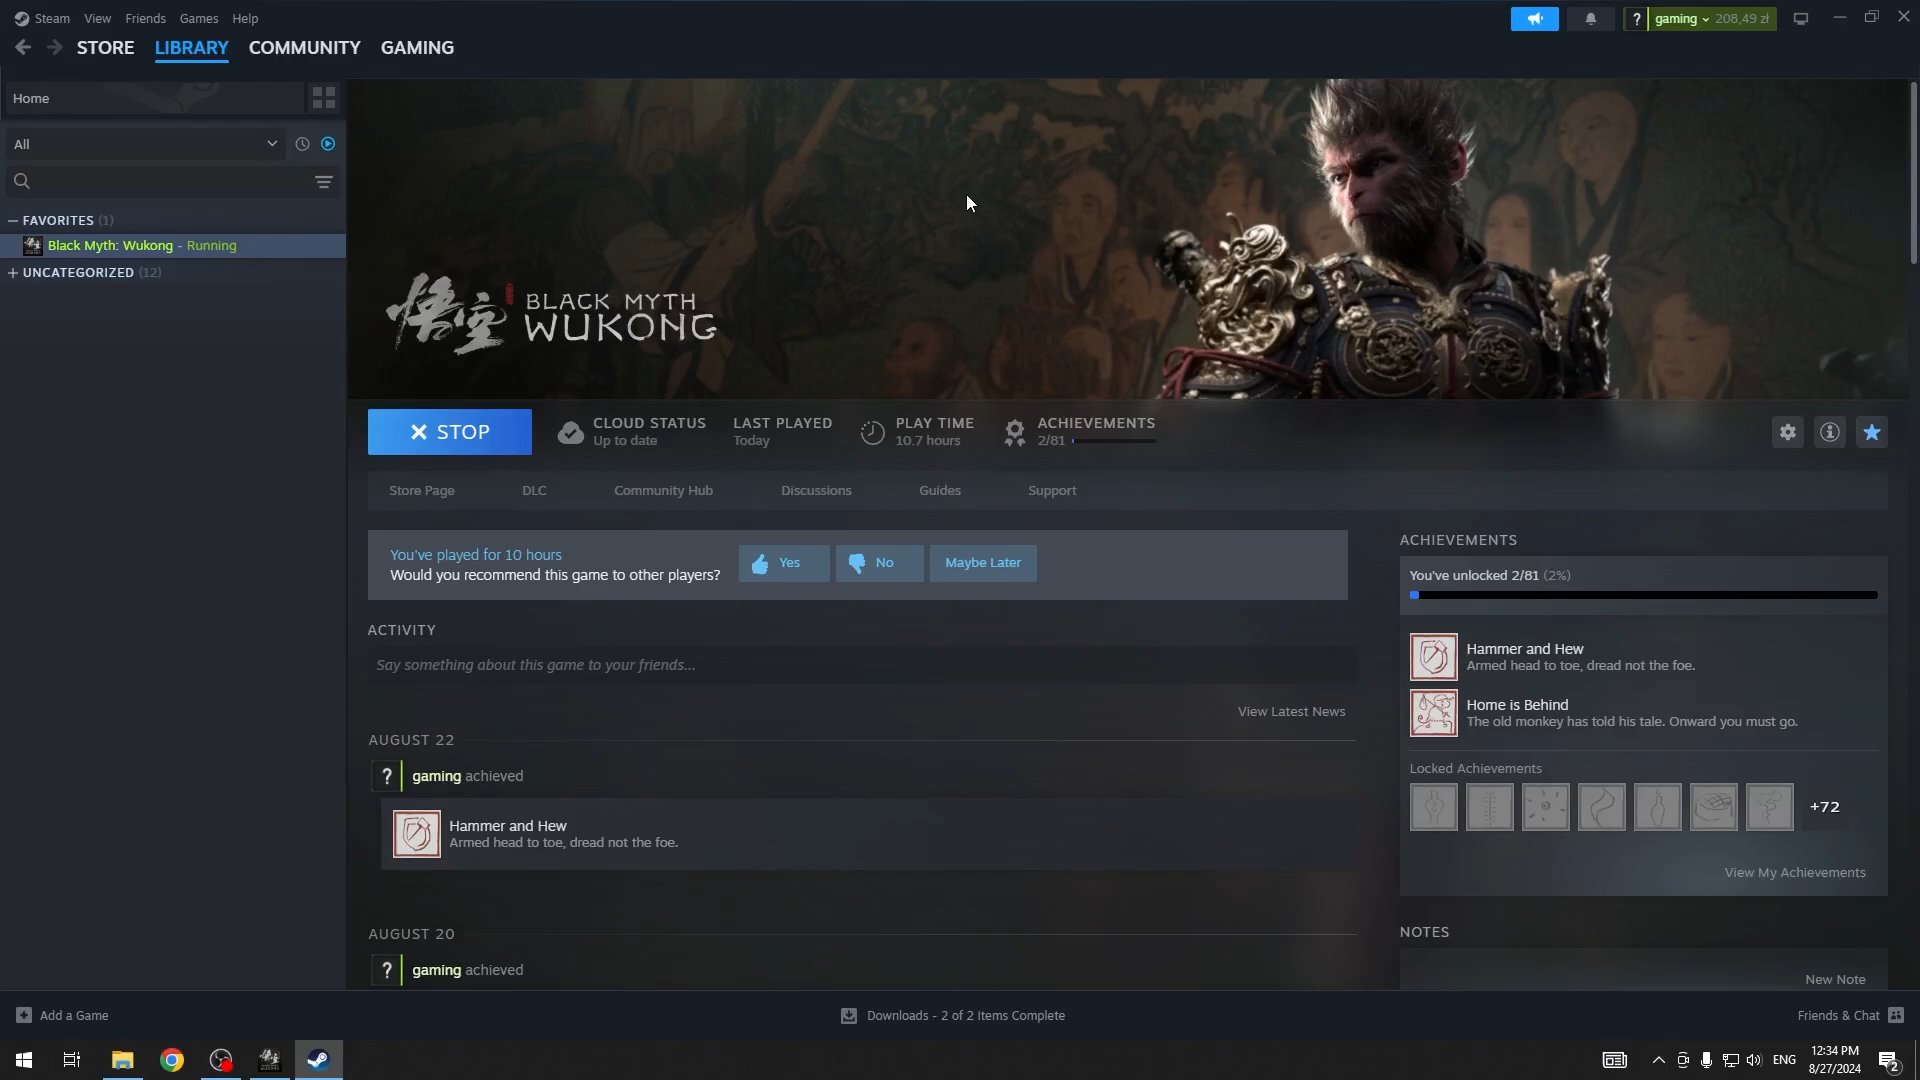 Steam View Friends Games Help
? gaming 208,49 zł
STORE LIBRARY COMMUNITY GAMING
Home
All
− FAVORITES (1)
Black Myth: Wukong - Running
+ UNCATEGORIZED (12)
悟空 BLACK MYTH
WUKONG
STOP
CLOUD STATUS
Up to date
LAST PLAYED
Today
PLAY TIME
10.7 hours
ACHIEVEMENTS
2/81
Store Page DLC Community Hub Discussions Guides Support
You've played for 10 hours
Would you recommend this game to other players?
Yes No Maybe Later
ACTIVITY
Say something about this game to your friends...
View Latest News
AUGUST 22
? gaming achieved
Hammer and Hew
Armed head to toe, dread not the foe.
AUGUST 20
? gaming achieved
ACHIEVEMENTS
You've unlocked 2/81 (2%)
Hammer and Hew
Armed head to toe, dread not the foe.
Home is Behind
The old monkey has told his tale. Onward you must go.
Locked Achievements
+72
View My Achievements
NOTES
New Note
Add a Game
Downloads - 2 of 2 Items Complete
Friends & Chat
ENG
12:34 PM
8/27/2024
2